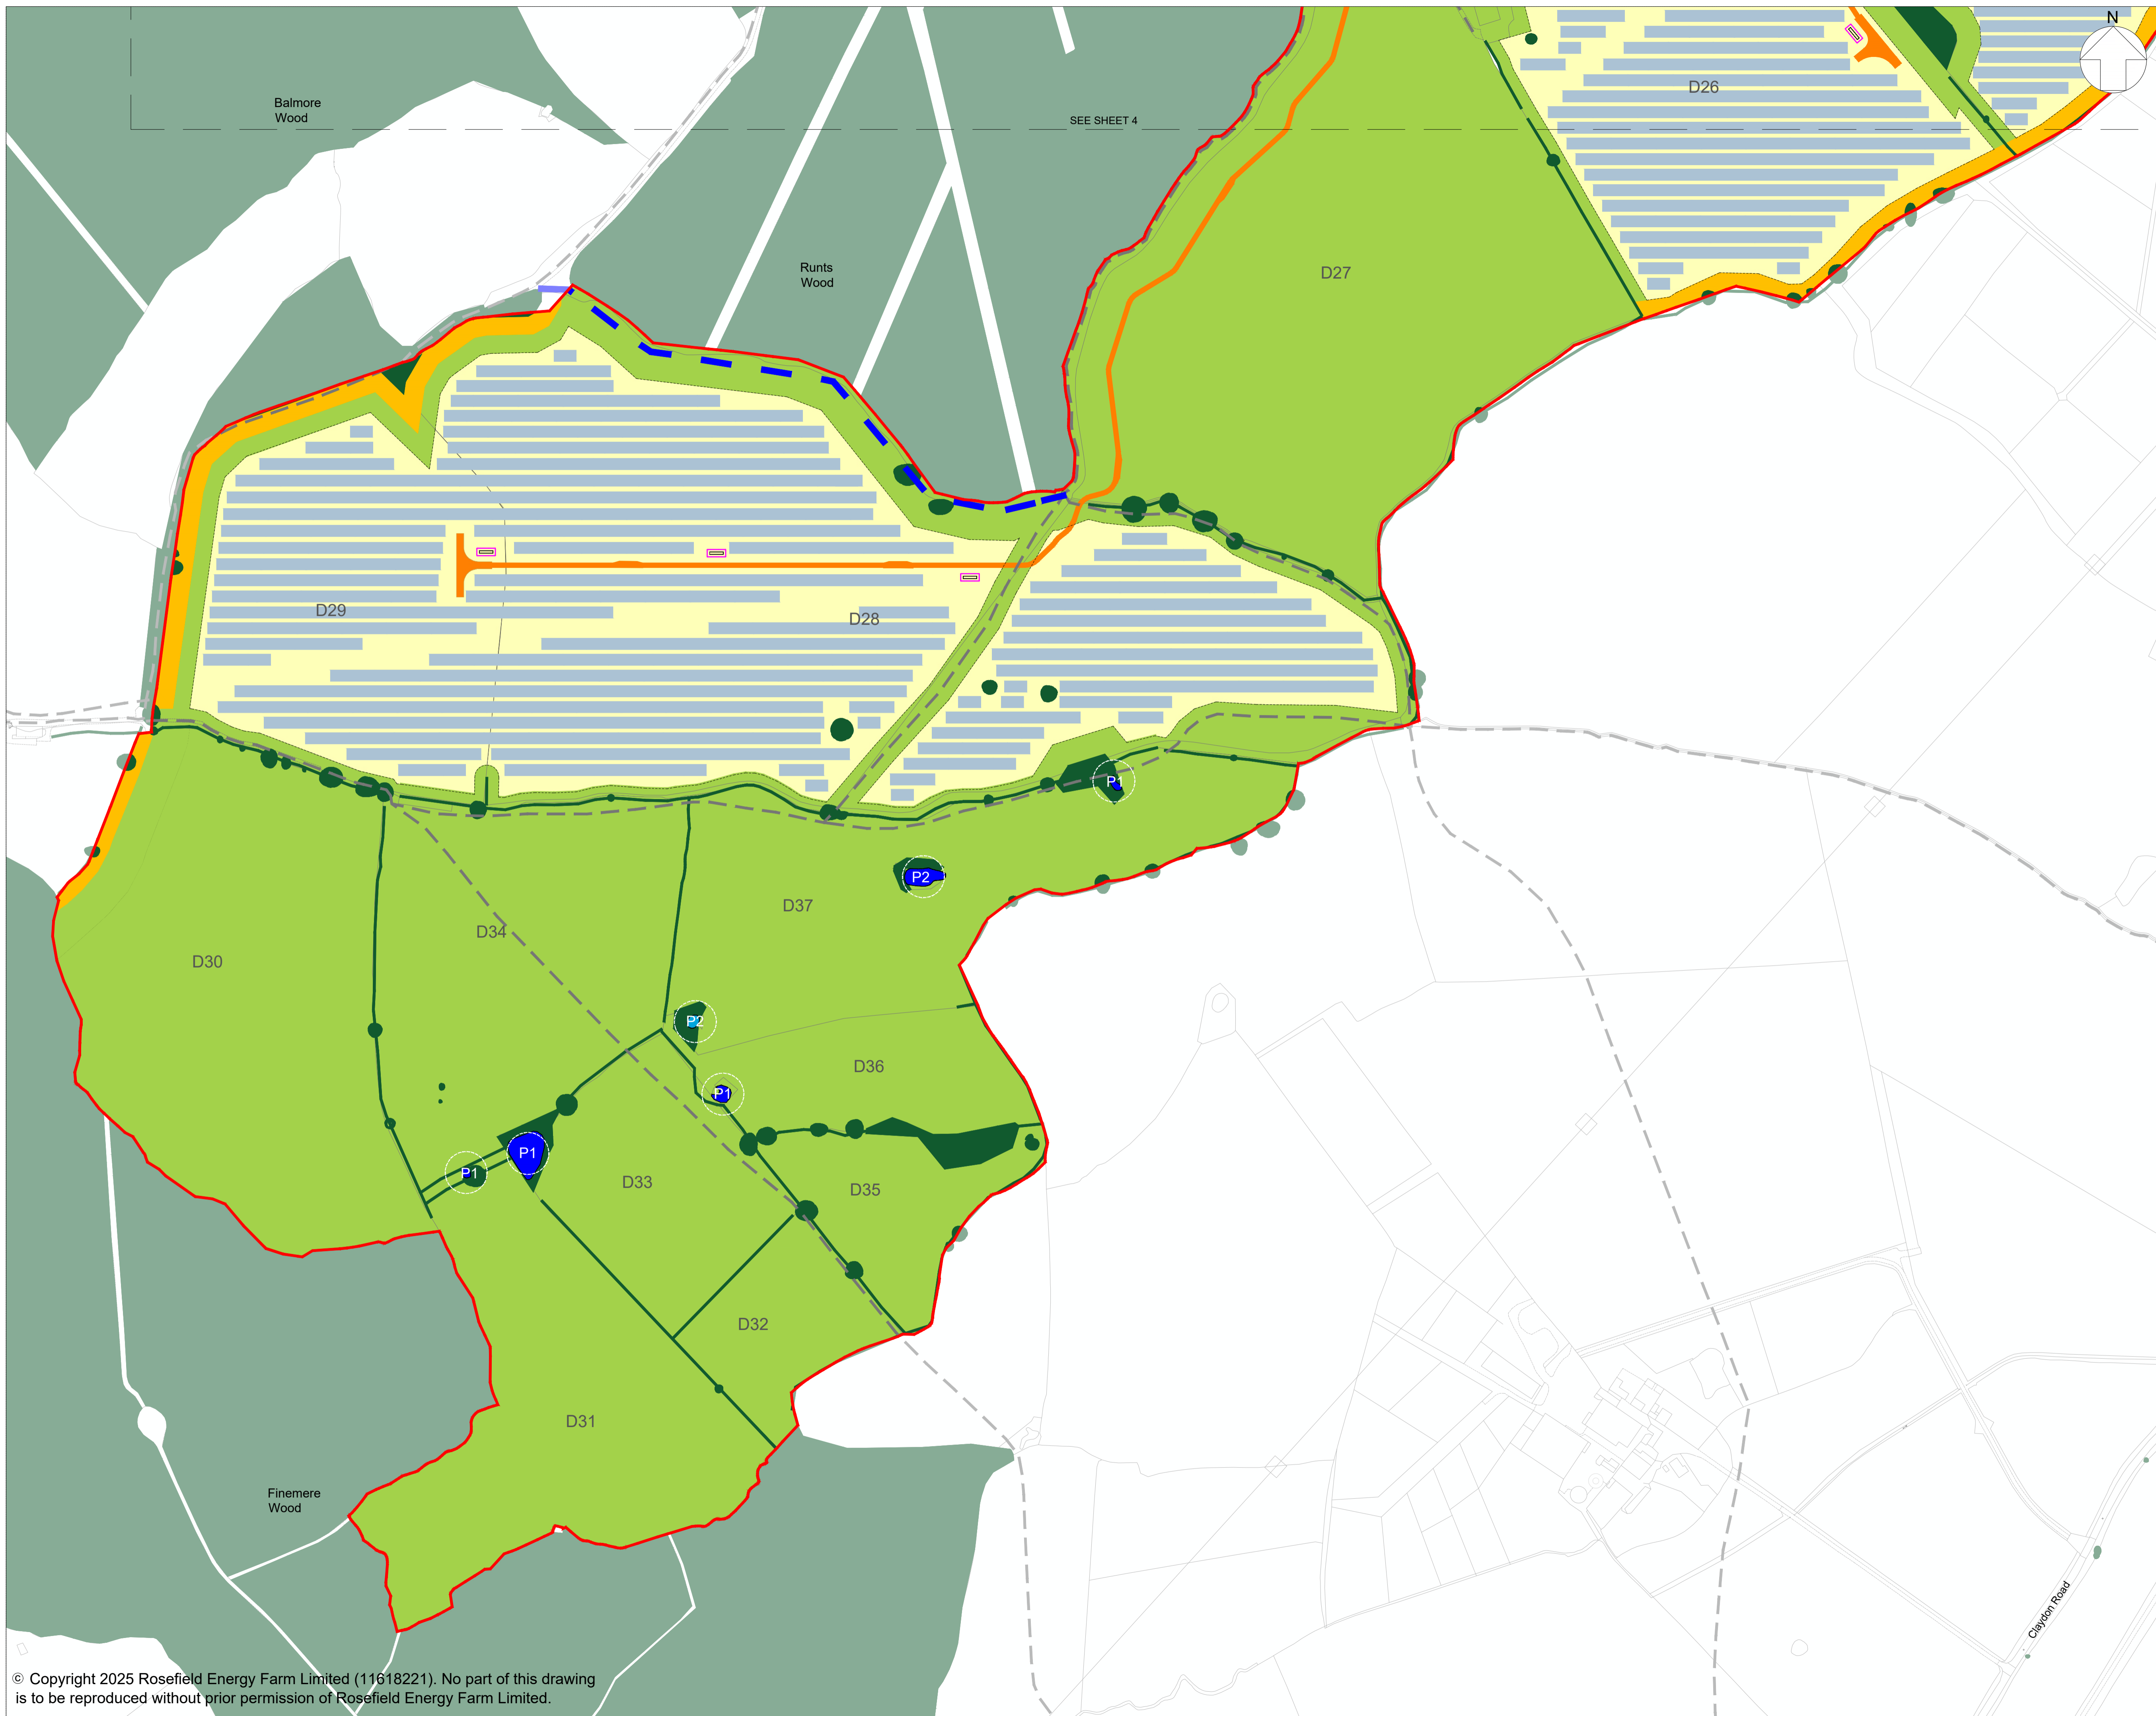 N
D26
Balmore
Wood
SEE SHEET 4
Runts
Wood
D27
D29
D28
P1
P2
D37
D34
D30
P2
D36
P1
P1
P1
D33
D35
D32
D31
Finemere
Wood
Claydon Road
© Copyright 2025 Rosefield Energy Farm Limited (11618221). No part of this drawing
is to be reproduced without prior permission of Rosefield Energy Farm Limited.